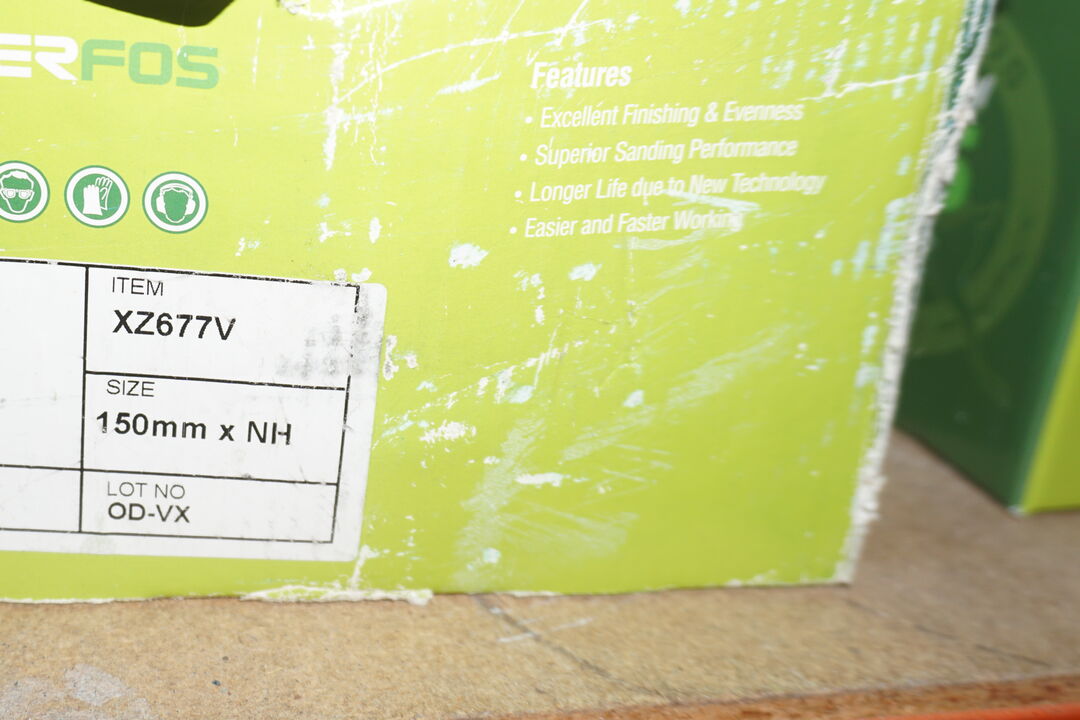 ERFOS
Features
• Excellent Finishing & Evenness
• Superior Sanding Performance
• Longer Life due to New Technology
• Easier and Faster Working
ITEM
XZ677V
SIZE
150mm x NH
LOT NO
OD-VX